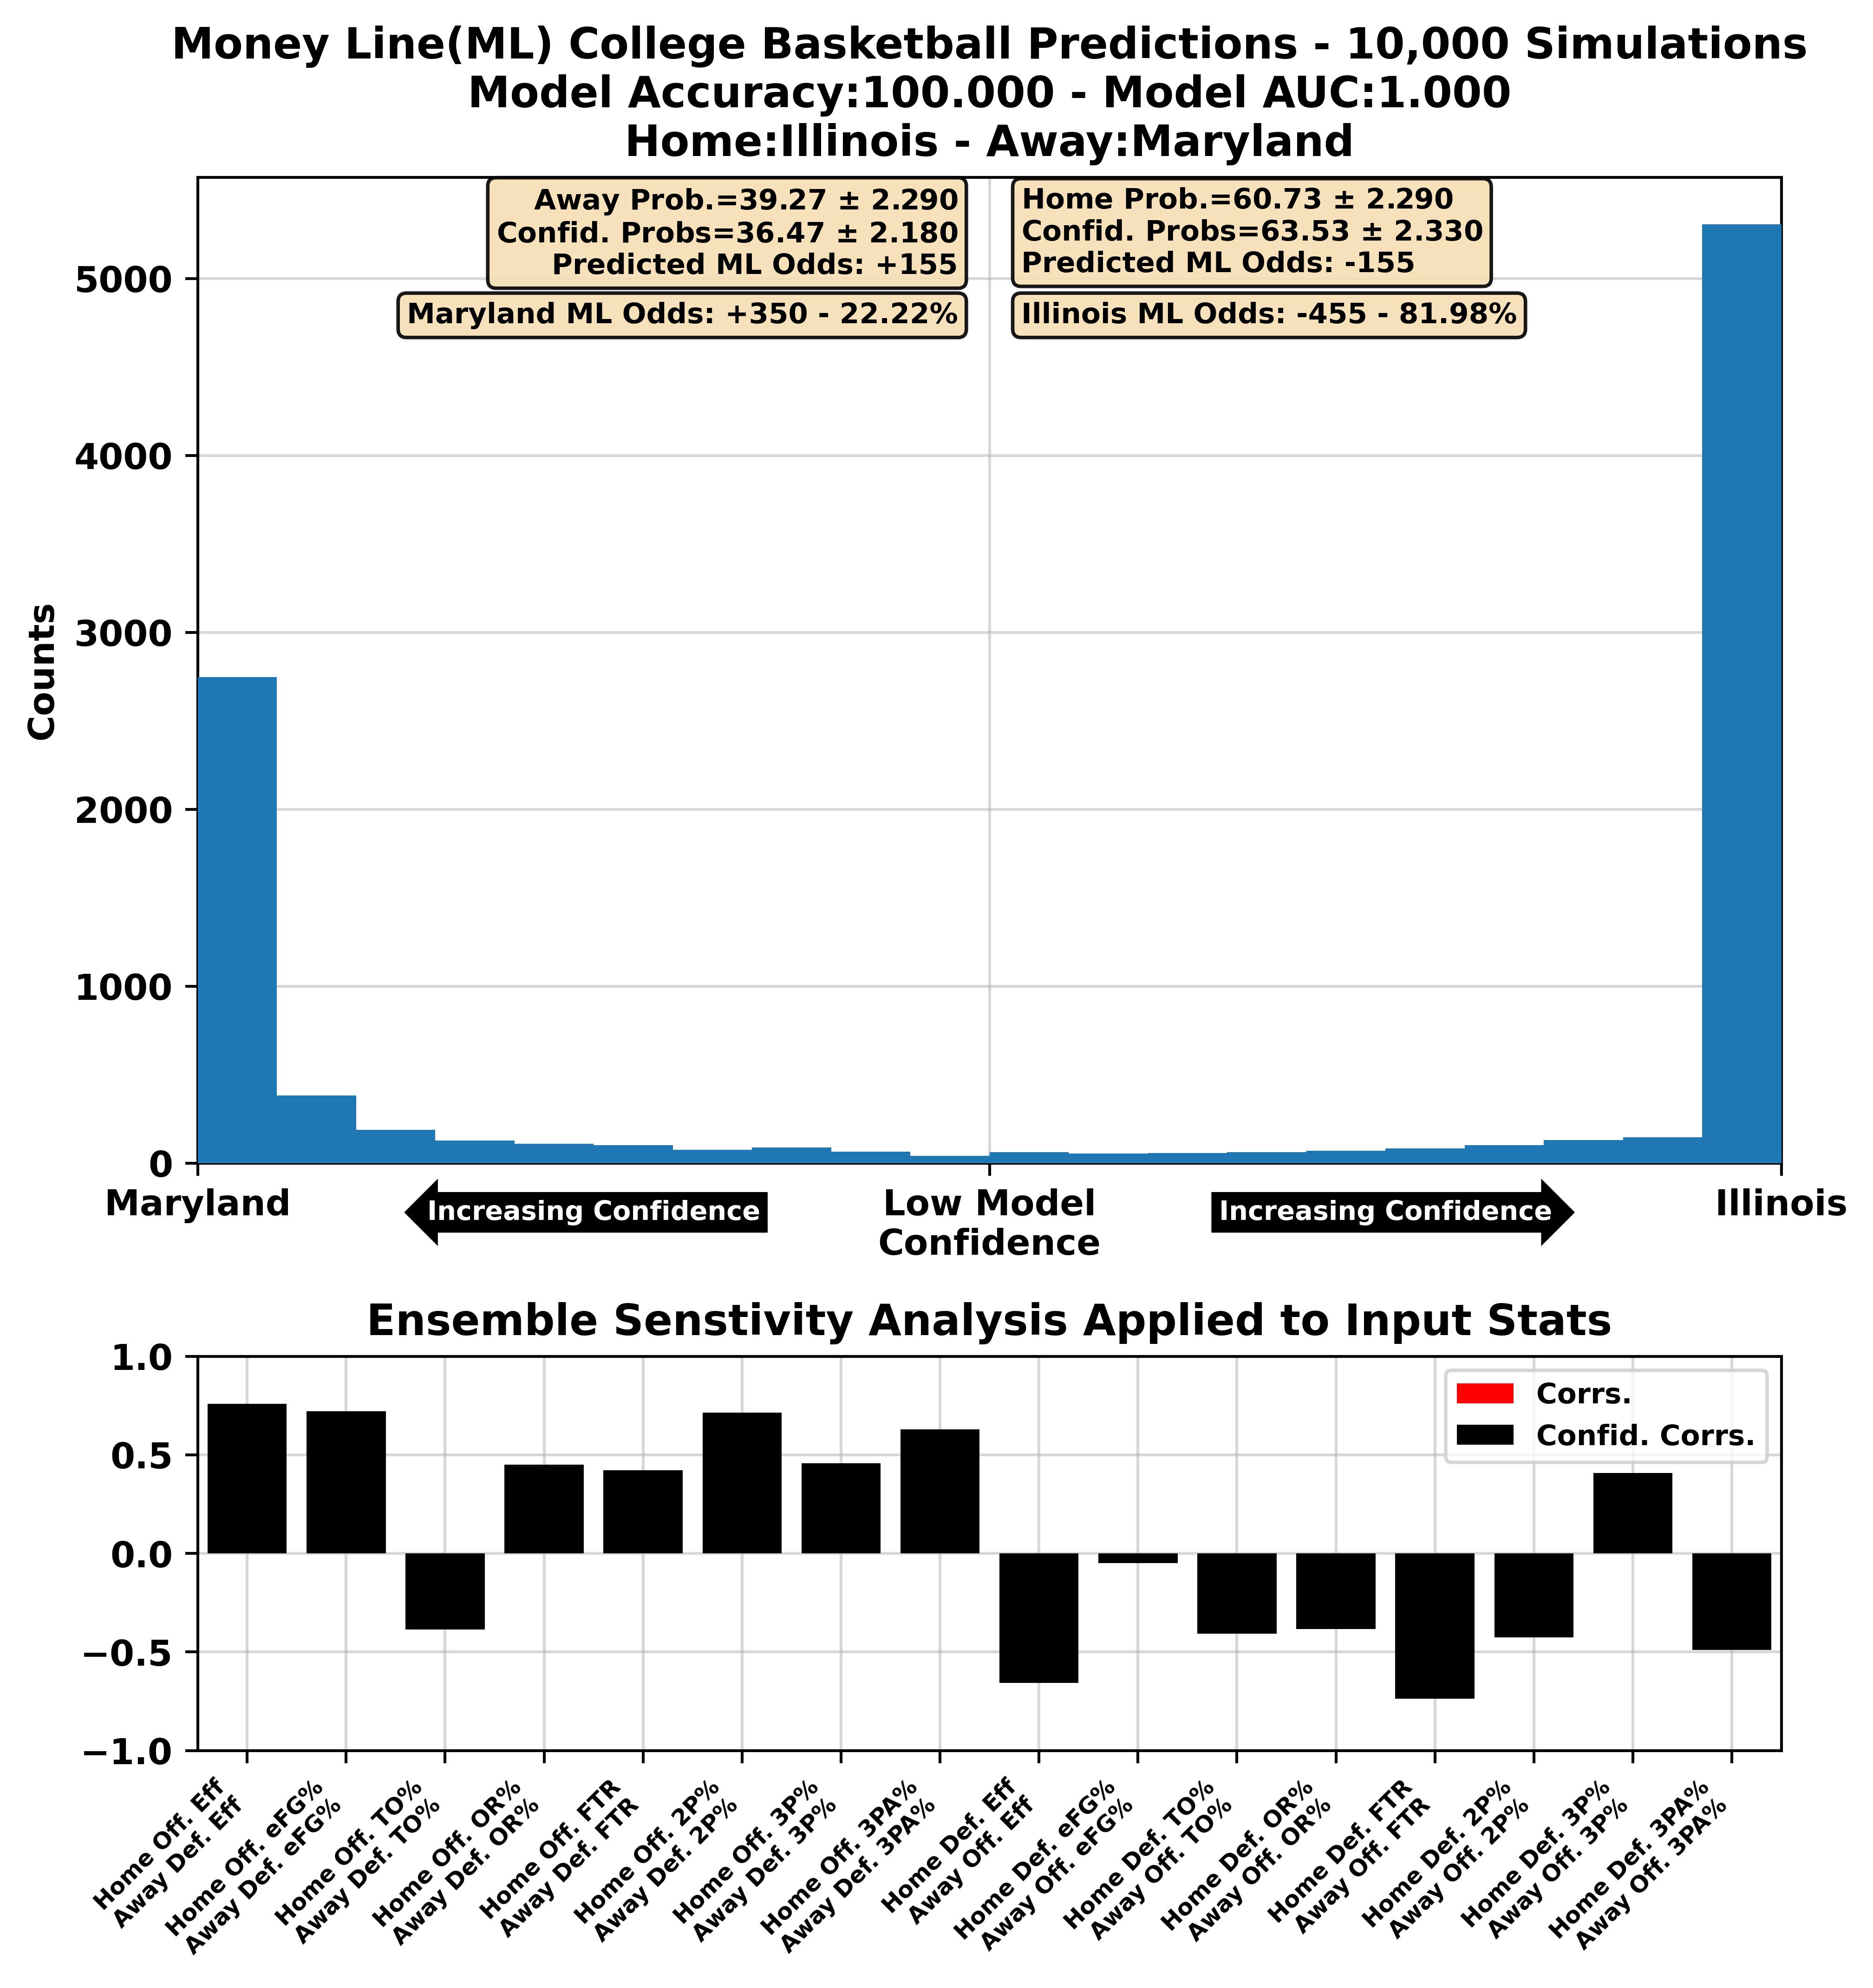 Money Line(ML) College Basketball Predictions - 10,000 Simulations
Model Accuracy:100.000 - Model AUC:1.000
Home:Illinois - Away:Maryland
Away Prob.=39.27 ± 2.290
Confid. Probs=36.47 ± 2.180
Predicted ML Odds: +155
Maryland ML Odds: +350 - 22.22%
Home Prob.=60.73 ± 2.290
Confid. Probs=63.53 ± 2.330
Predicted ML Odds: -155
Illinois ML Odds: -455 - 81.98%
Counts
5000
4000
3000
2000
1000
0
Maryland
Increasing Confidence
Low Model
Confidence
Increasing Confidence
Illinois
Ensemble Senstivity Analysis Applied to Input Stats
1.0
0.5
0.0
−0.5
−1.0
Corrs.
Confid. Corrs.
Home Off. Eff
Away Def. Eff
Home Off. eFG%
Away Def. eFG%
Home Off. TO%
Away Def. TO%
Home Off. OR%
Away Def. OR%
Home Off. FTR
Away Def. FTR
Home Off. 2P%
Away Def. 2P%
Home Off. 3P%
Away Def. 3P%
Home Off. 3PA%
Away Def. 3PA%
Home Def. Eff
Away Off. Eff
Home Def. eFG%
Away Off. eFG%
Home Def. TO%
Away Off. TO%
Home Def. OR%
Away Off. OR%
Home Def. FTR
Away Off. FTR
Home Def. 2P%
Away Off. 2P%
Home Def. 3P%
Away Off. 3P%
Home Def. 3PA%
Away Off. 3PA%